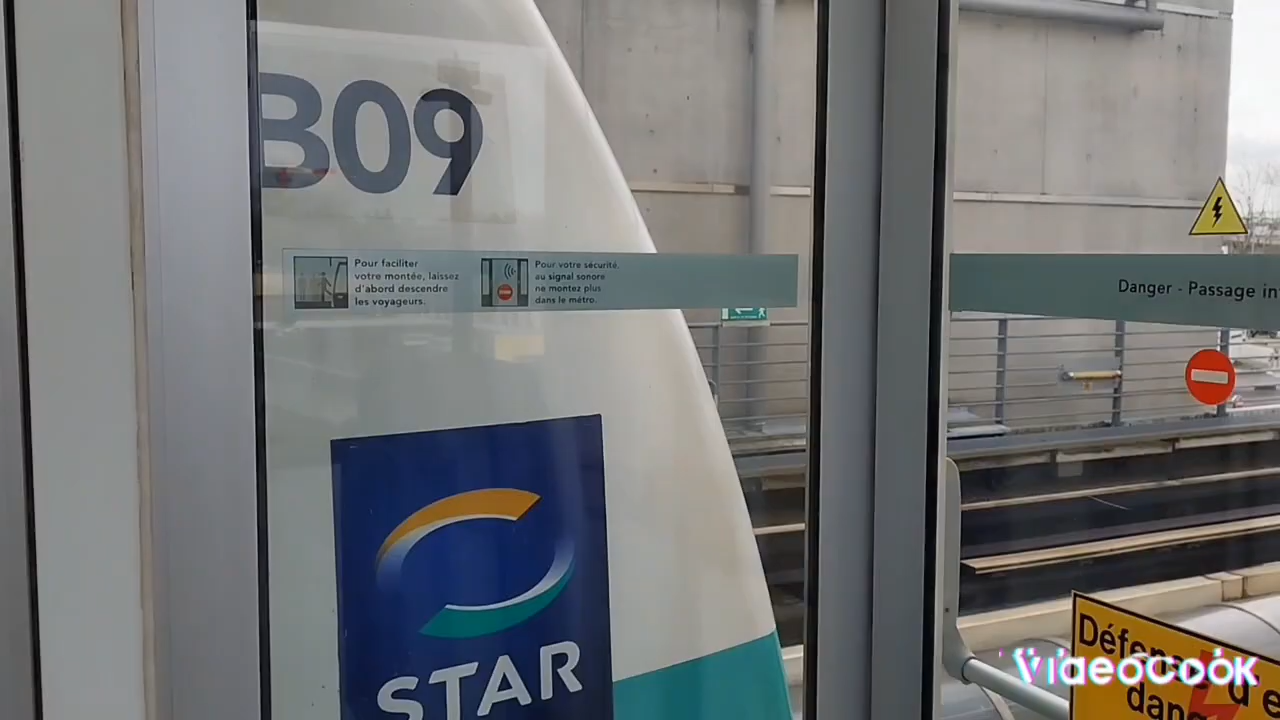 B09
Pour faciliter
votre montée, laissez
d'abord descendre
les voyageurs.
Pour votre sécurité,
au signal sonore
ne montez plus
dans le métro.
Danger - Passage
STAR
VideoCook